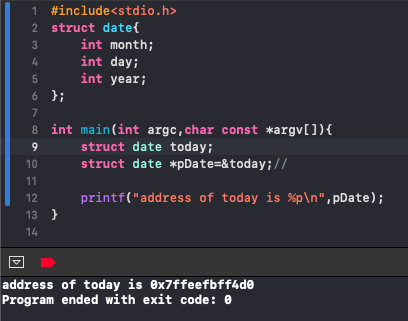 1 #include<stdio.h>
2 struct date{
3     int month;
4     int day;
5     int year;
6 };
7
8 int main(int argc,char const *argv[]){
9     struct date today;
10     struct date *pDate=&today;//
11
12     printf("address of today is %p\n",pDate);
13 }
14
address of today is 0x7ffeefbff4d0
Program ended with exit code: 0